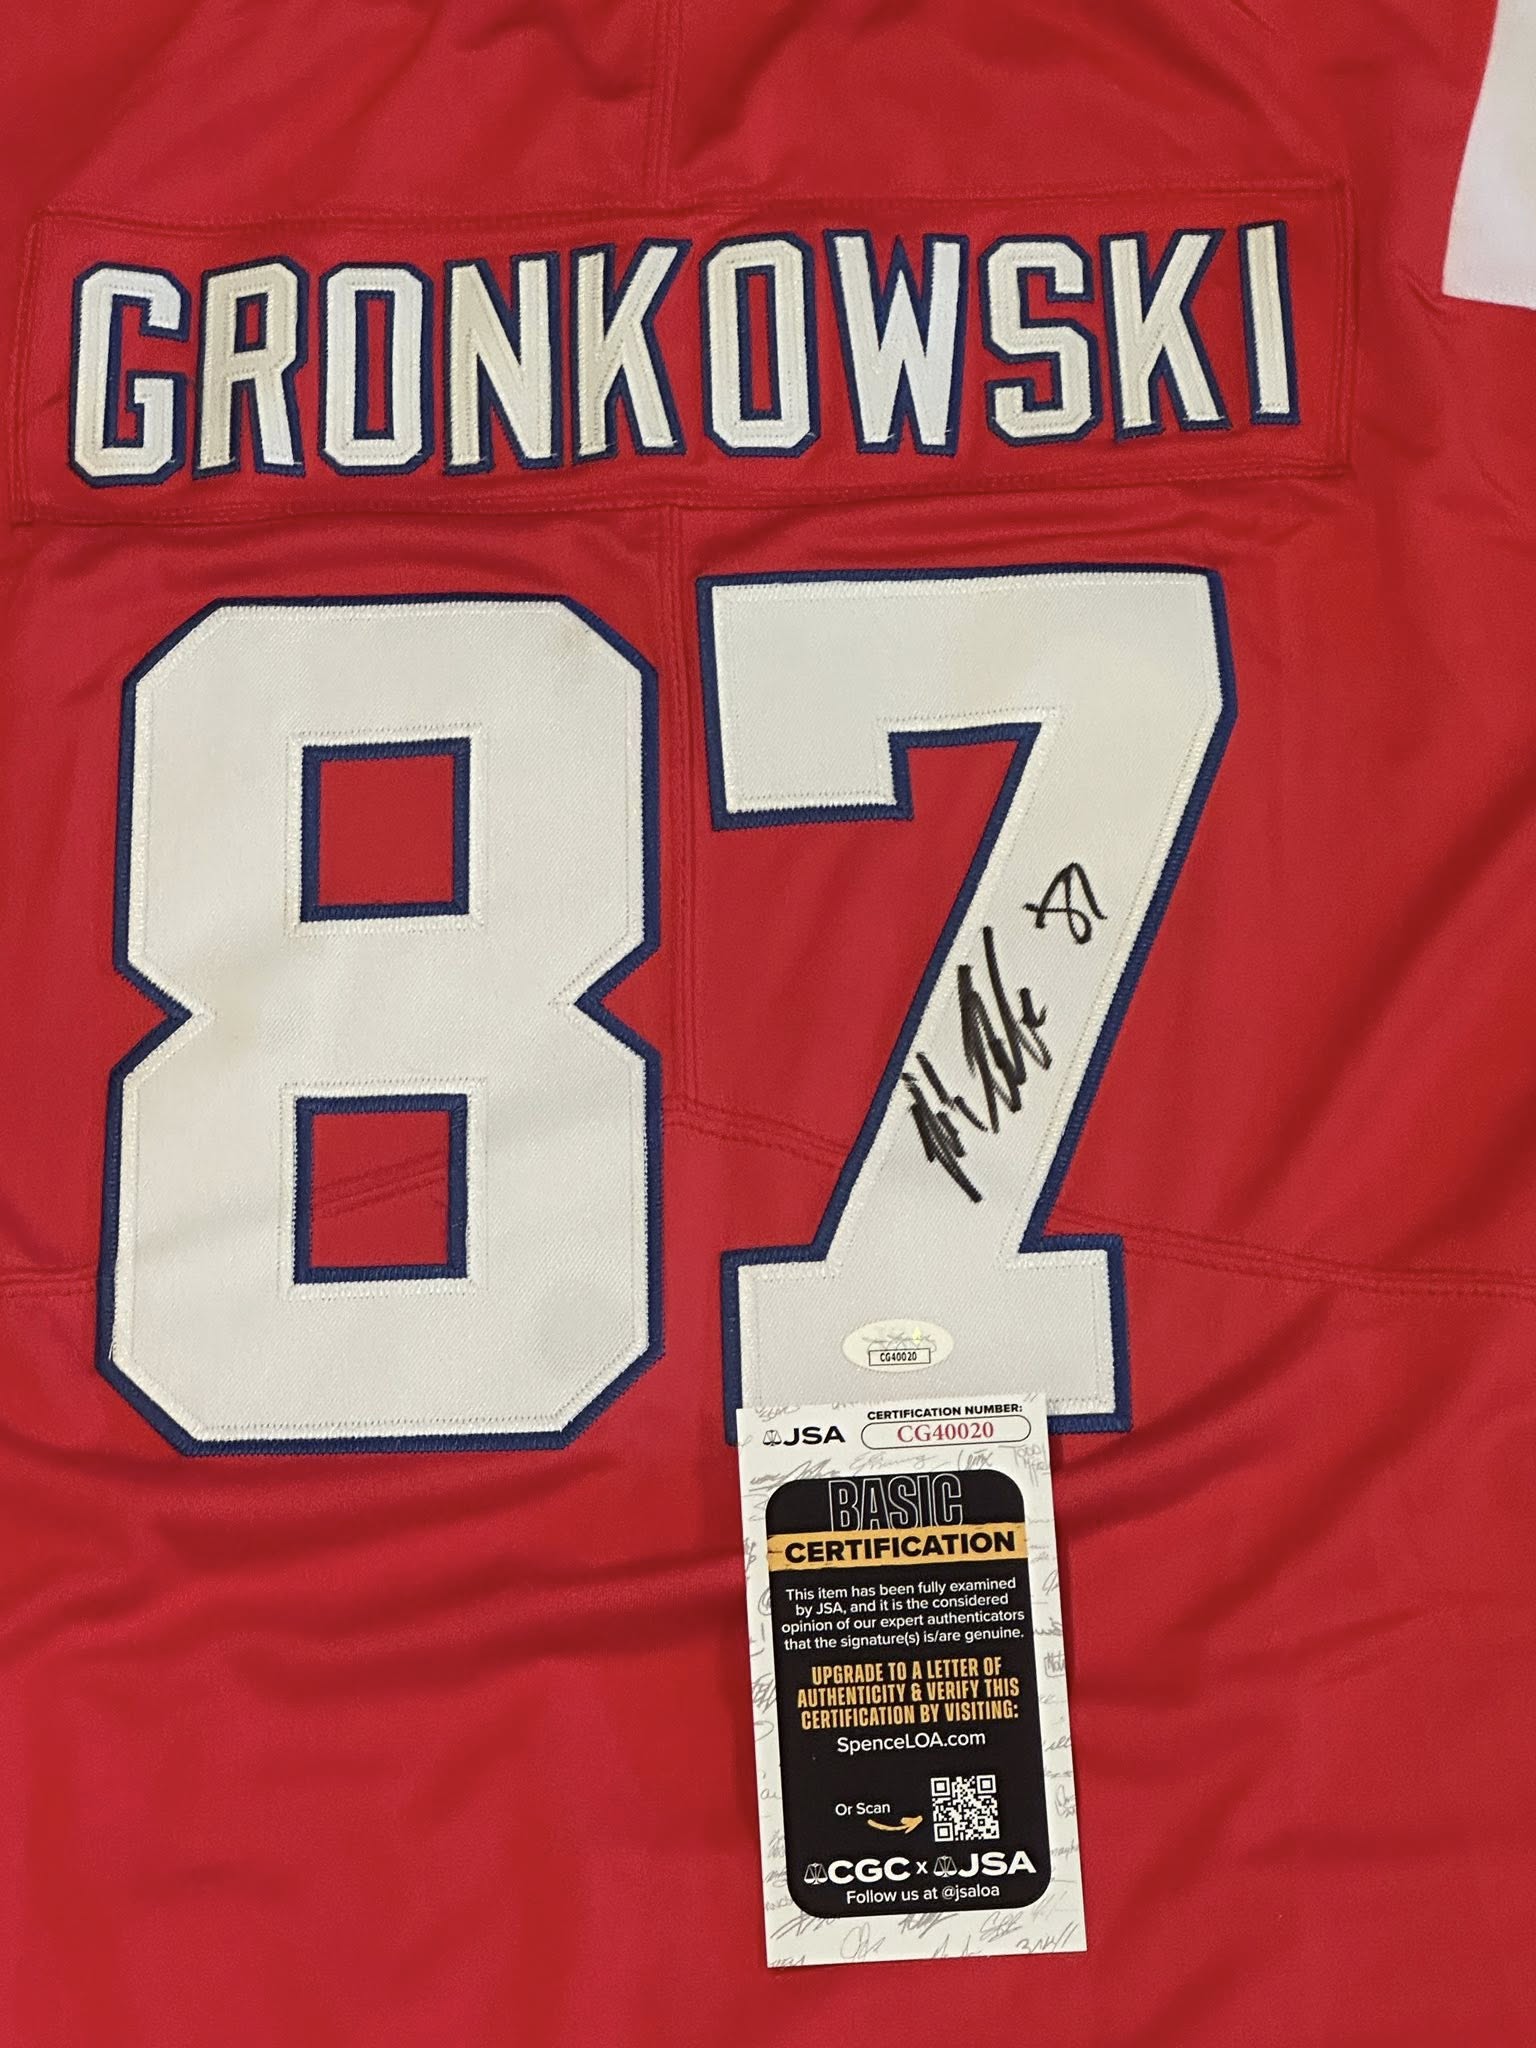 GRONKOWSKI
87
87
CG40020
JSA
CERTIFICATION NUMBER:
CG40020
BASIC
CERTIFICATION
This item has been fully examined
by JSA, and it is the considered
opinion of our expert authenticators
that the signature(s) is/are genuine.
UPGRADE TO A LETTER OF
AUTHENTICITY & VERIFY THIS
CERTIFICATION BY VISITING:
SpenceLOA.com
Or Scan
CGC x JSA
Follow us at @jsaloa